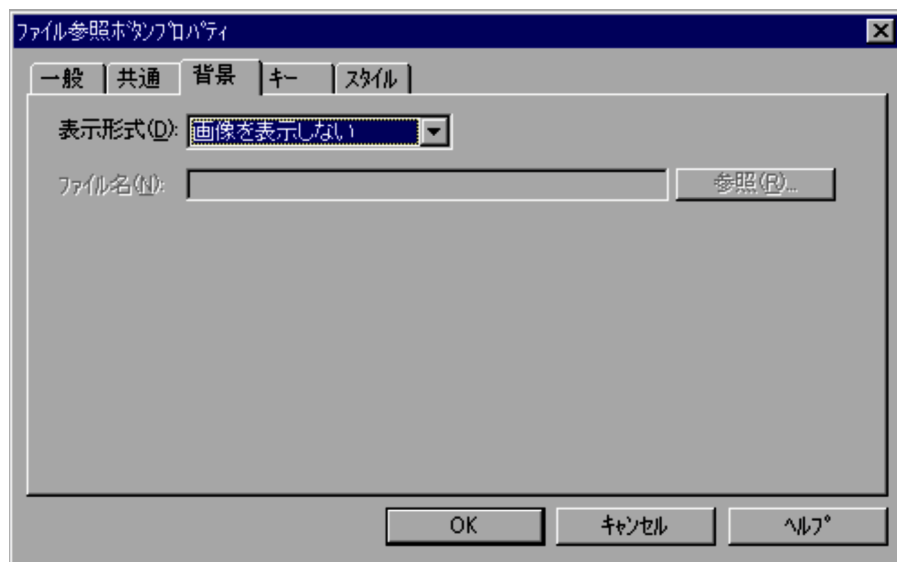 ﾌｧｲﾙ参照ﾎﾞﾀﾝﾌﾟﾛﾊﾟﾃｨ
一般 共通 背景 ｷｰ ｽﾀｲﾙ
表示形式(D): 画像を表示しない
ﾌｧｲﾙ名(N): 参照(R)...
OK ｷｬﾝｾﾙ ﾍﾙﾌﾟ